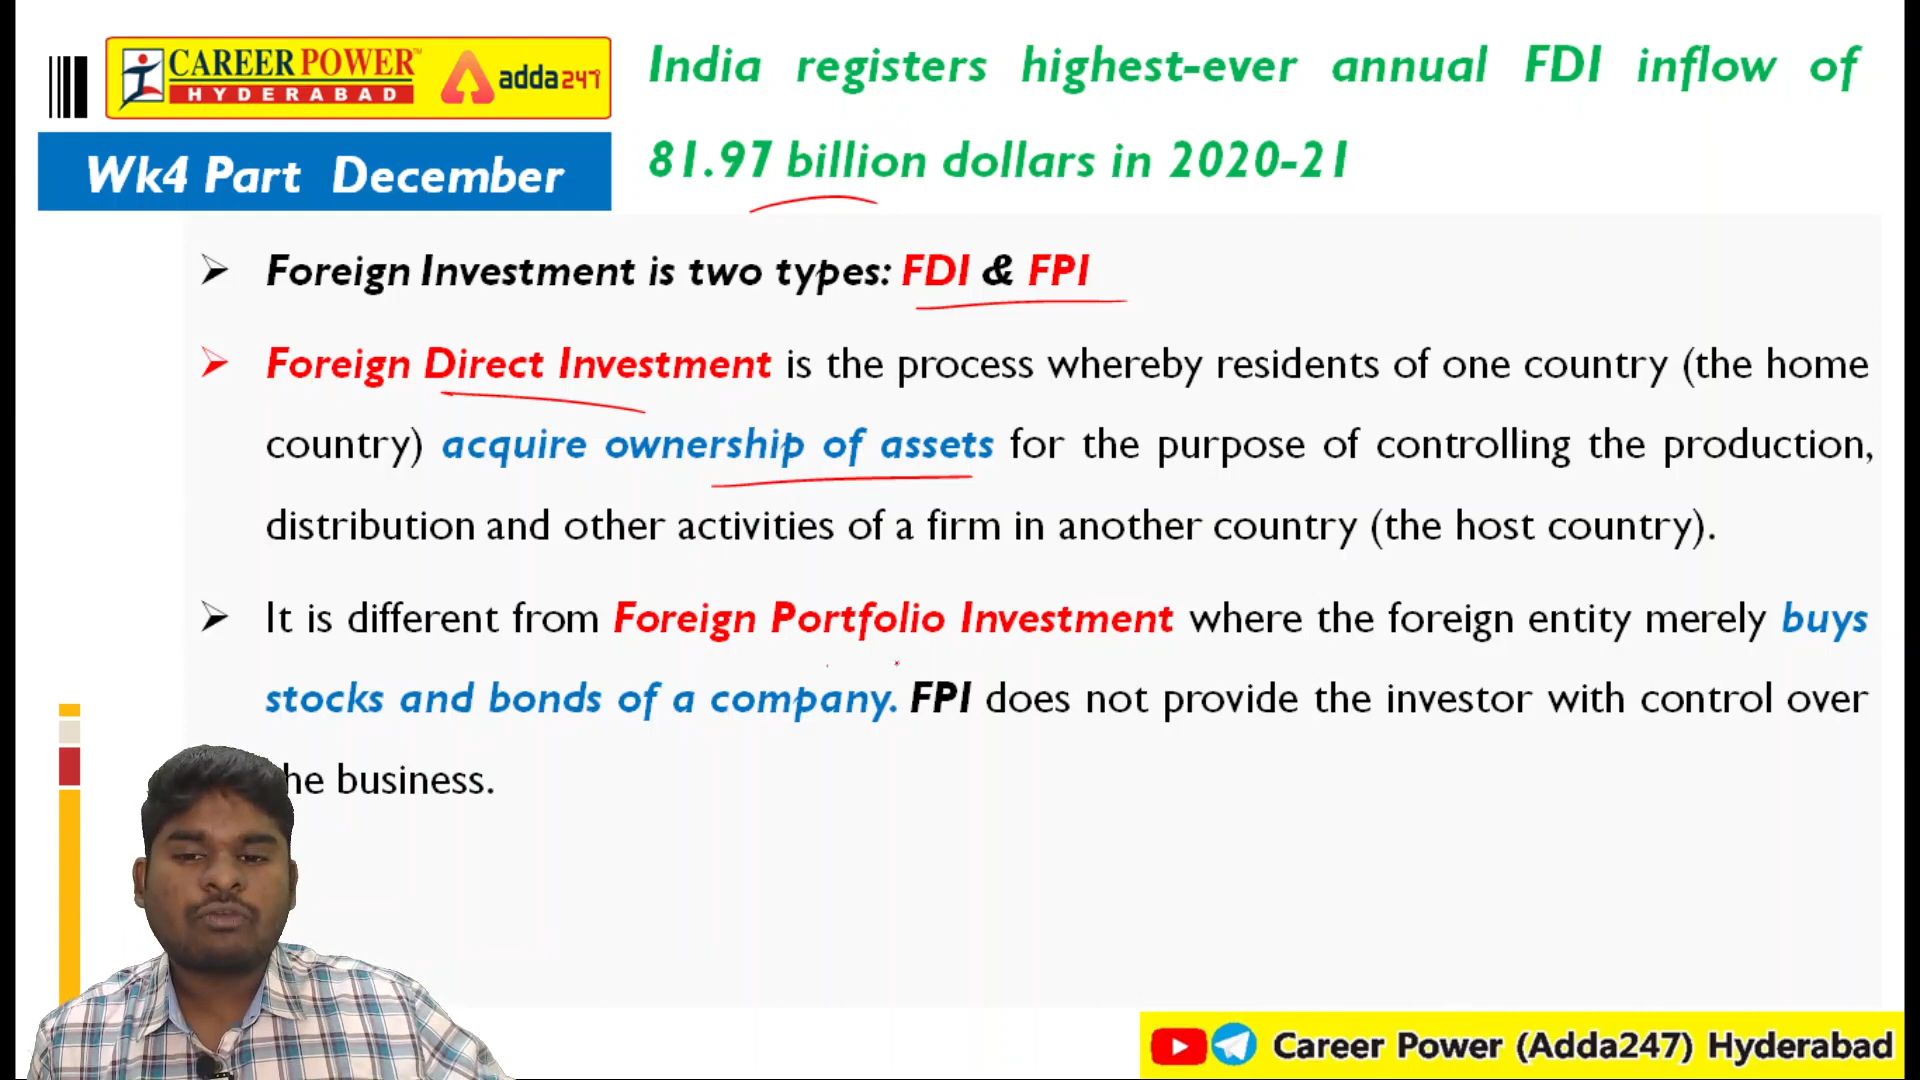 CAREER POWER™
HYDERABAD
adda247
Wk4 Part December
India registers highest-ever annual FDI inflow of
81.97 billion dollars in 2020-21
Foreign Investment is two types: FDI & FPI
Foreign Direct Investment is the process whereby residents of one country (the home
country) acquire ownership of assets for the purpose of controlling the production,
distribution and other activities of a firm in another country (the host country).
It is different from Foreign Portfolio Investment where the foreign entity merely buys
stocks and bonds of a company. FPI does not provide the investor with control over
he business.
Career Power (Adda247) Hyderabad